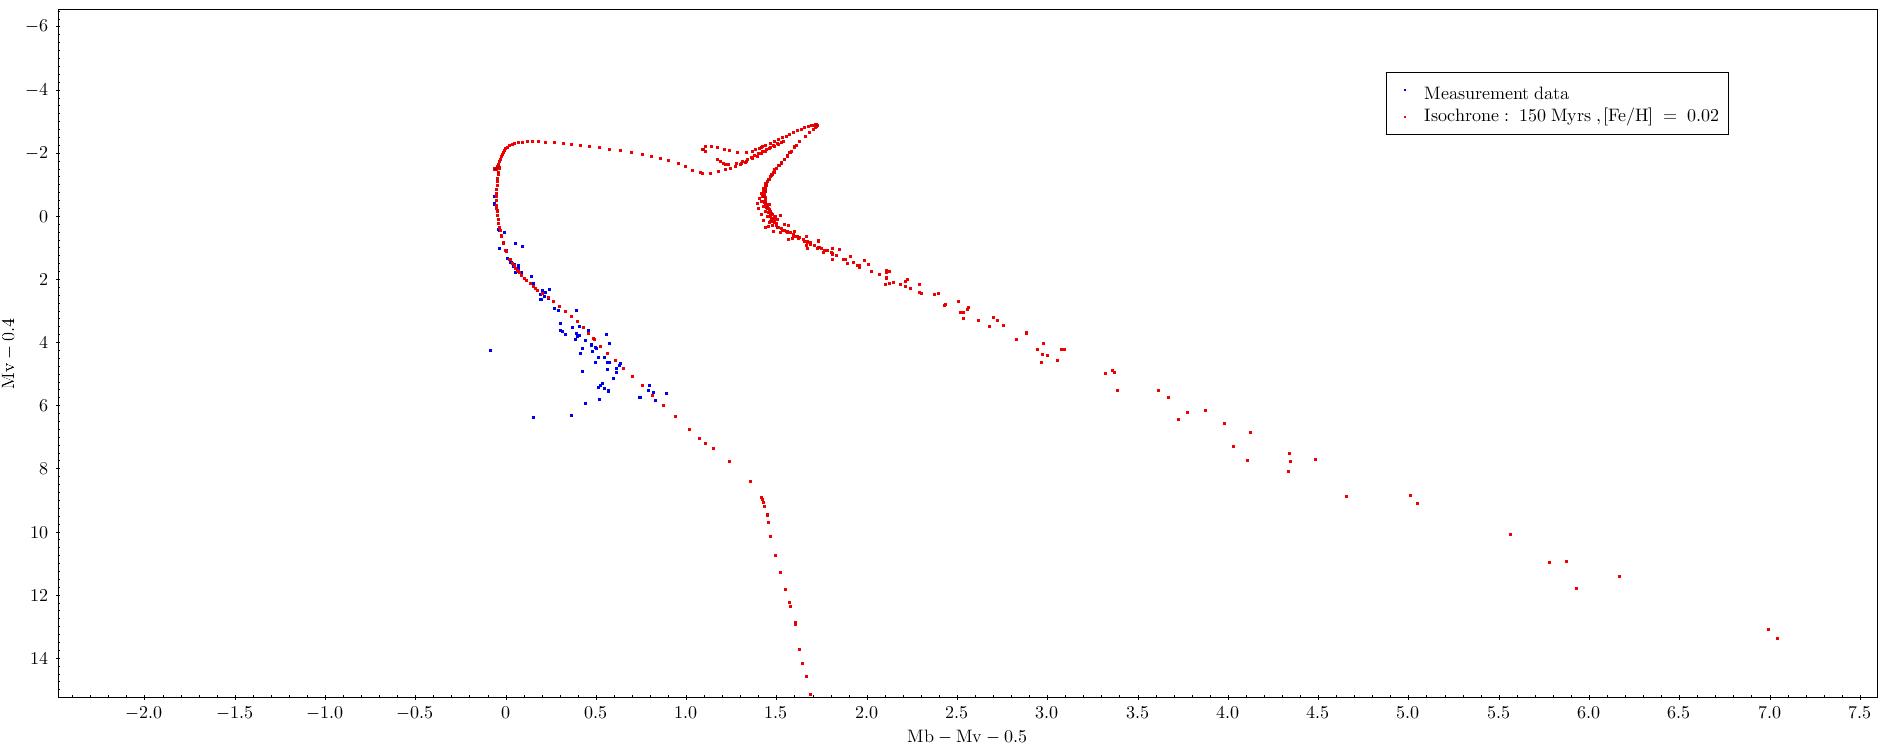 −6
−4
−2
0
2
4
6
8
10
12
14
Mv − 0.4
Measurement data
Isochrone : 150 Myrs ,[Fe/H] = 0.02
−2.0 −1.5 −1.0 −0.5 0 0.5 1.0 1.5 2.0 2.5 3.0 3.5 4.0 4.5 5.0 5.5 6.0 6.5 7.0 7.5
Mb − Mv − 0.5